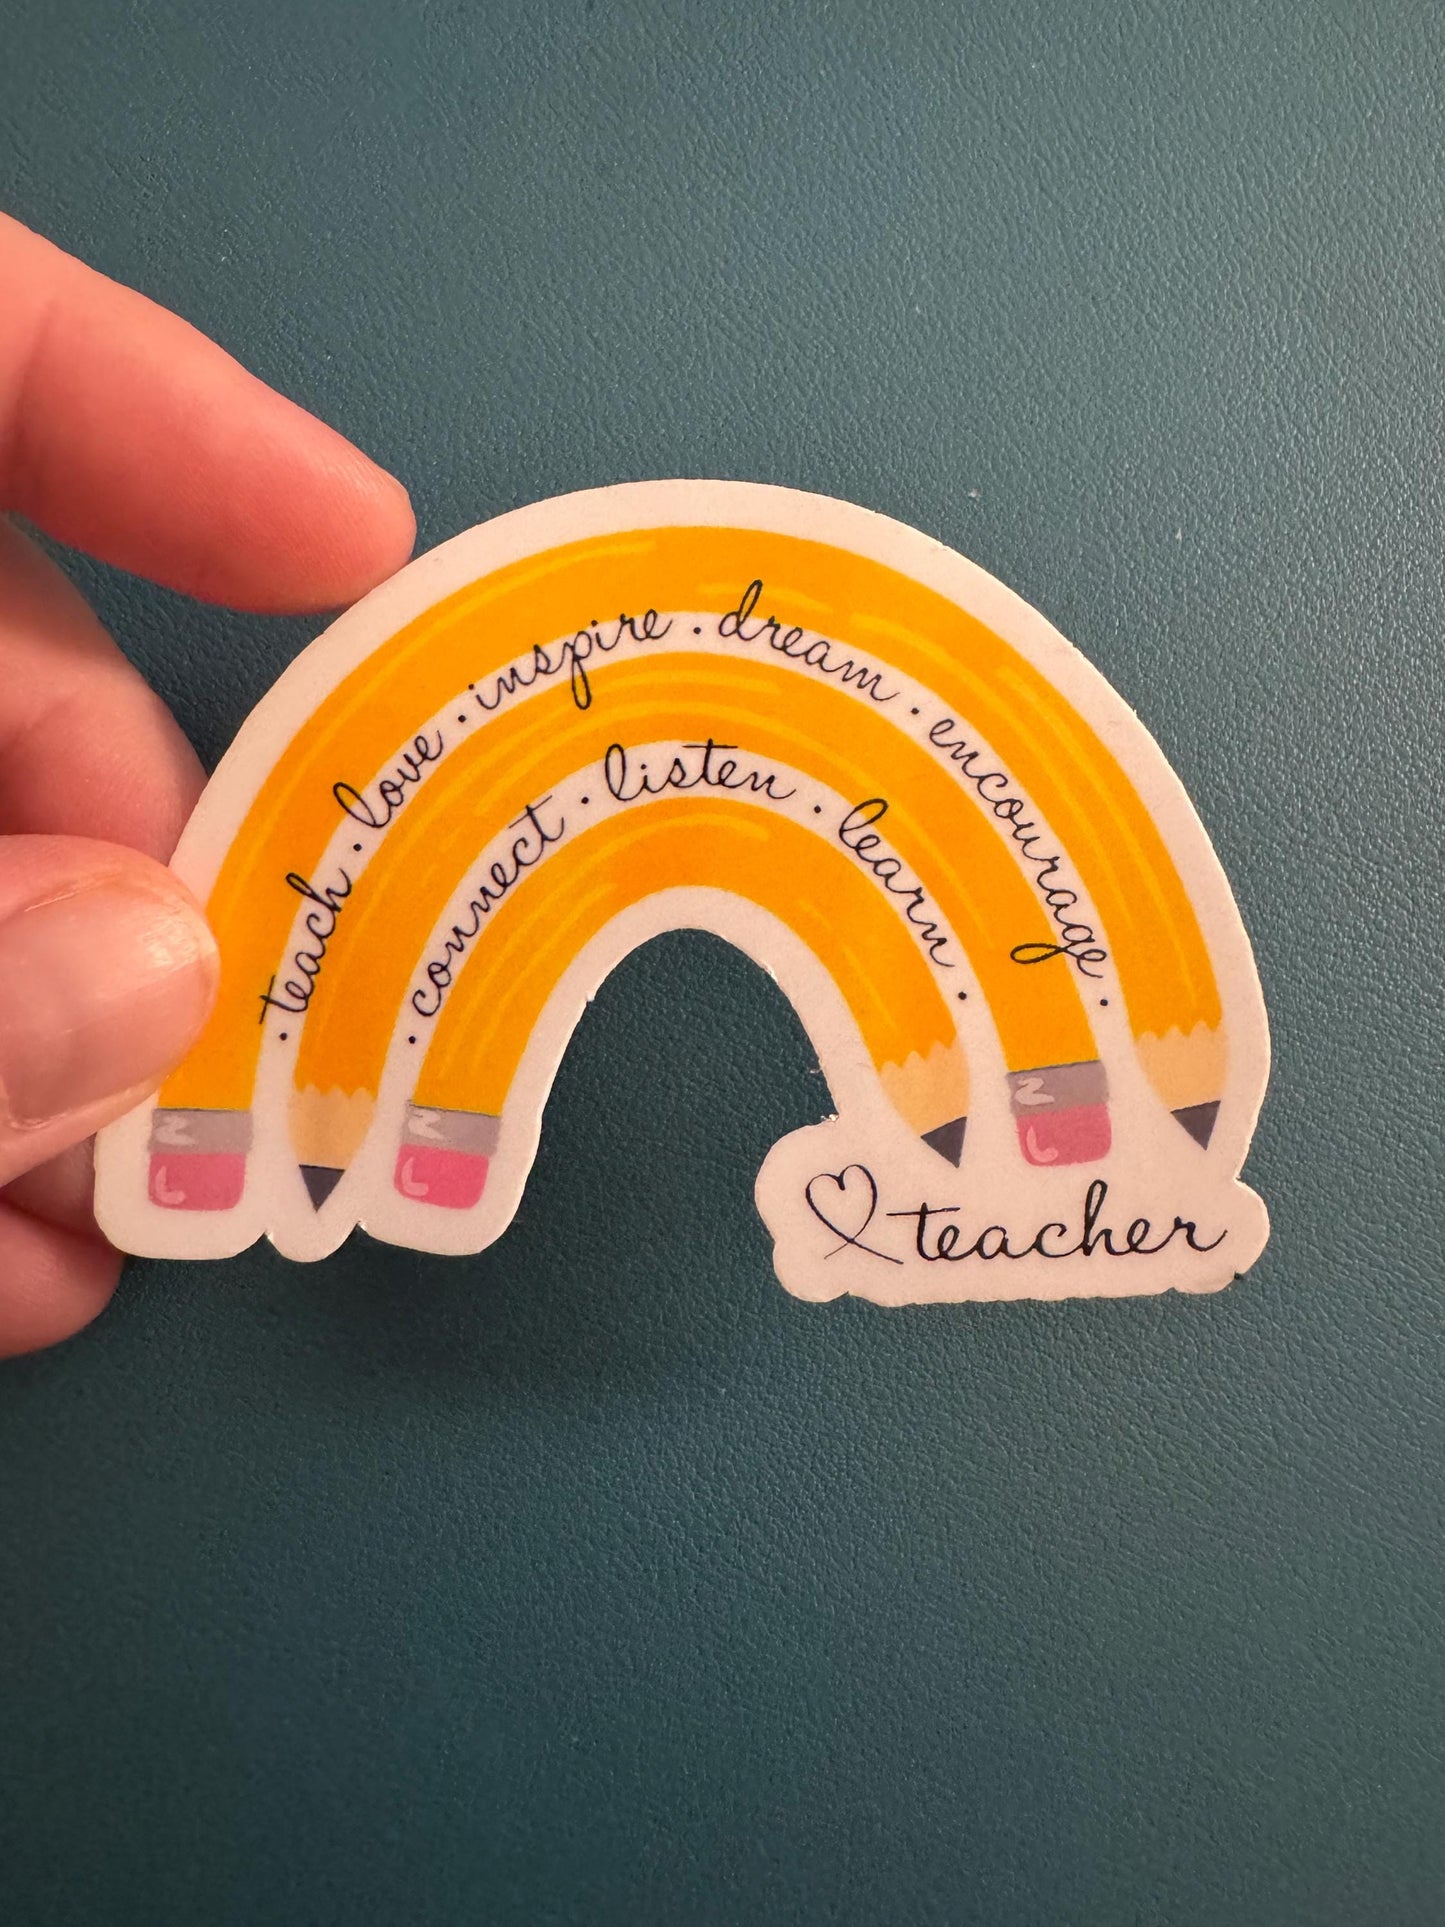 · teach · love · inspire · dream · encourage ·
· connect · listen · learn ·
teacher